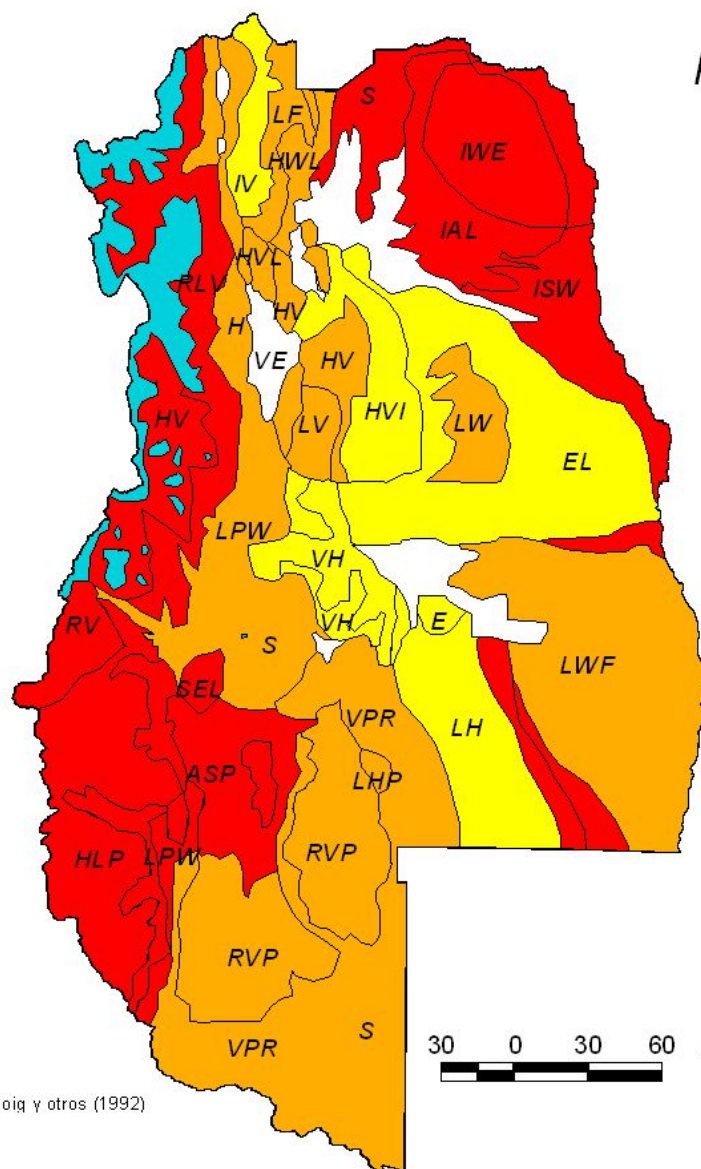 S
LF
IWE
HWL
IV
IAL
HVL
RLV
ISW
HV
H
VE
HV
HV
HVI
LW
LV
EL
LPW
VH
VH
E
RV
S
LWF
SEL
VPR
LH
ASP
LHP
HLP
LPW
RVP
RVP
S
VPR
30 0 30 60
oig y otros (1992)